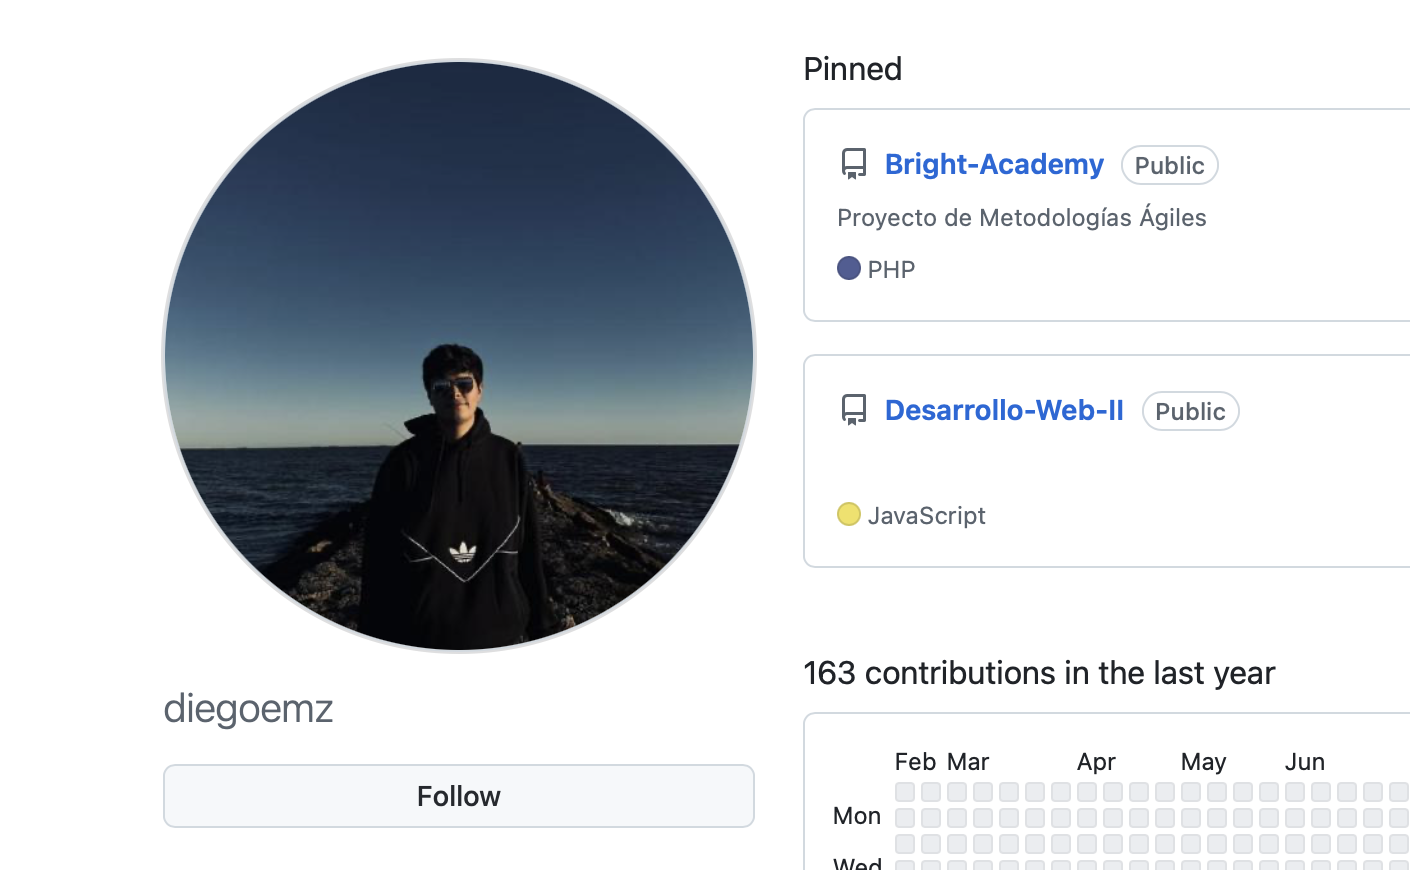 Pinned
Bright-Academy Public
Proyecto de Metodologías Ágiles
PHP
Desarrollo-Web-II Public
JavaScript
diegoemz
Follow
163 contributions in the last year
Feb Mar Apr May Jun
Mon
Wed